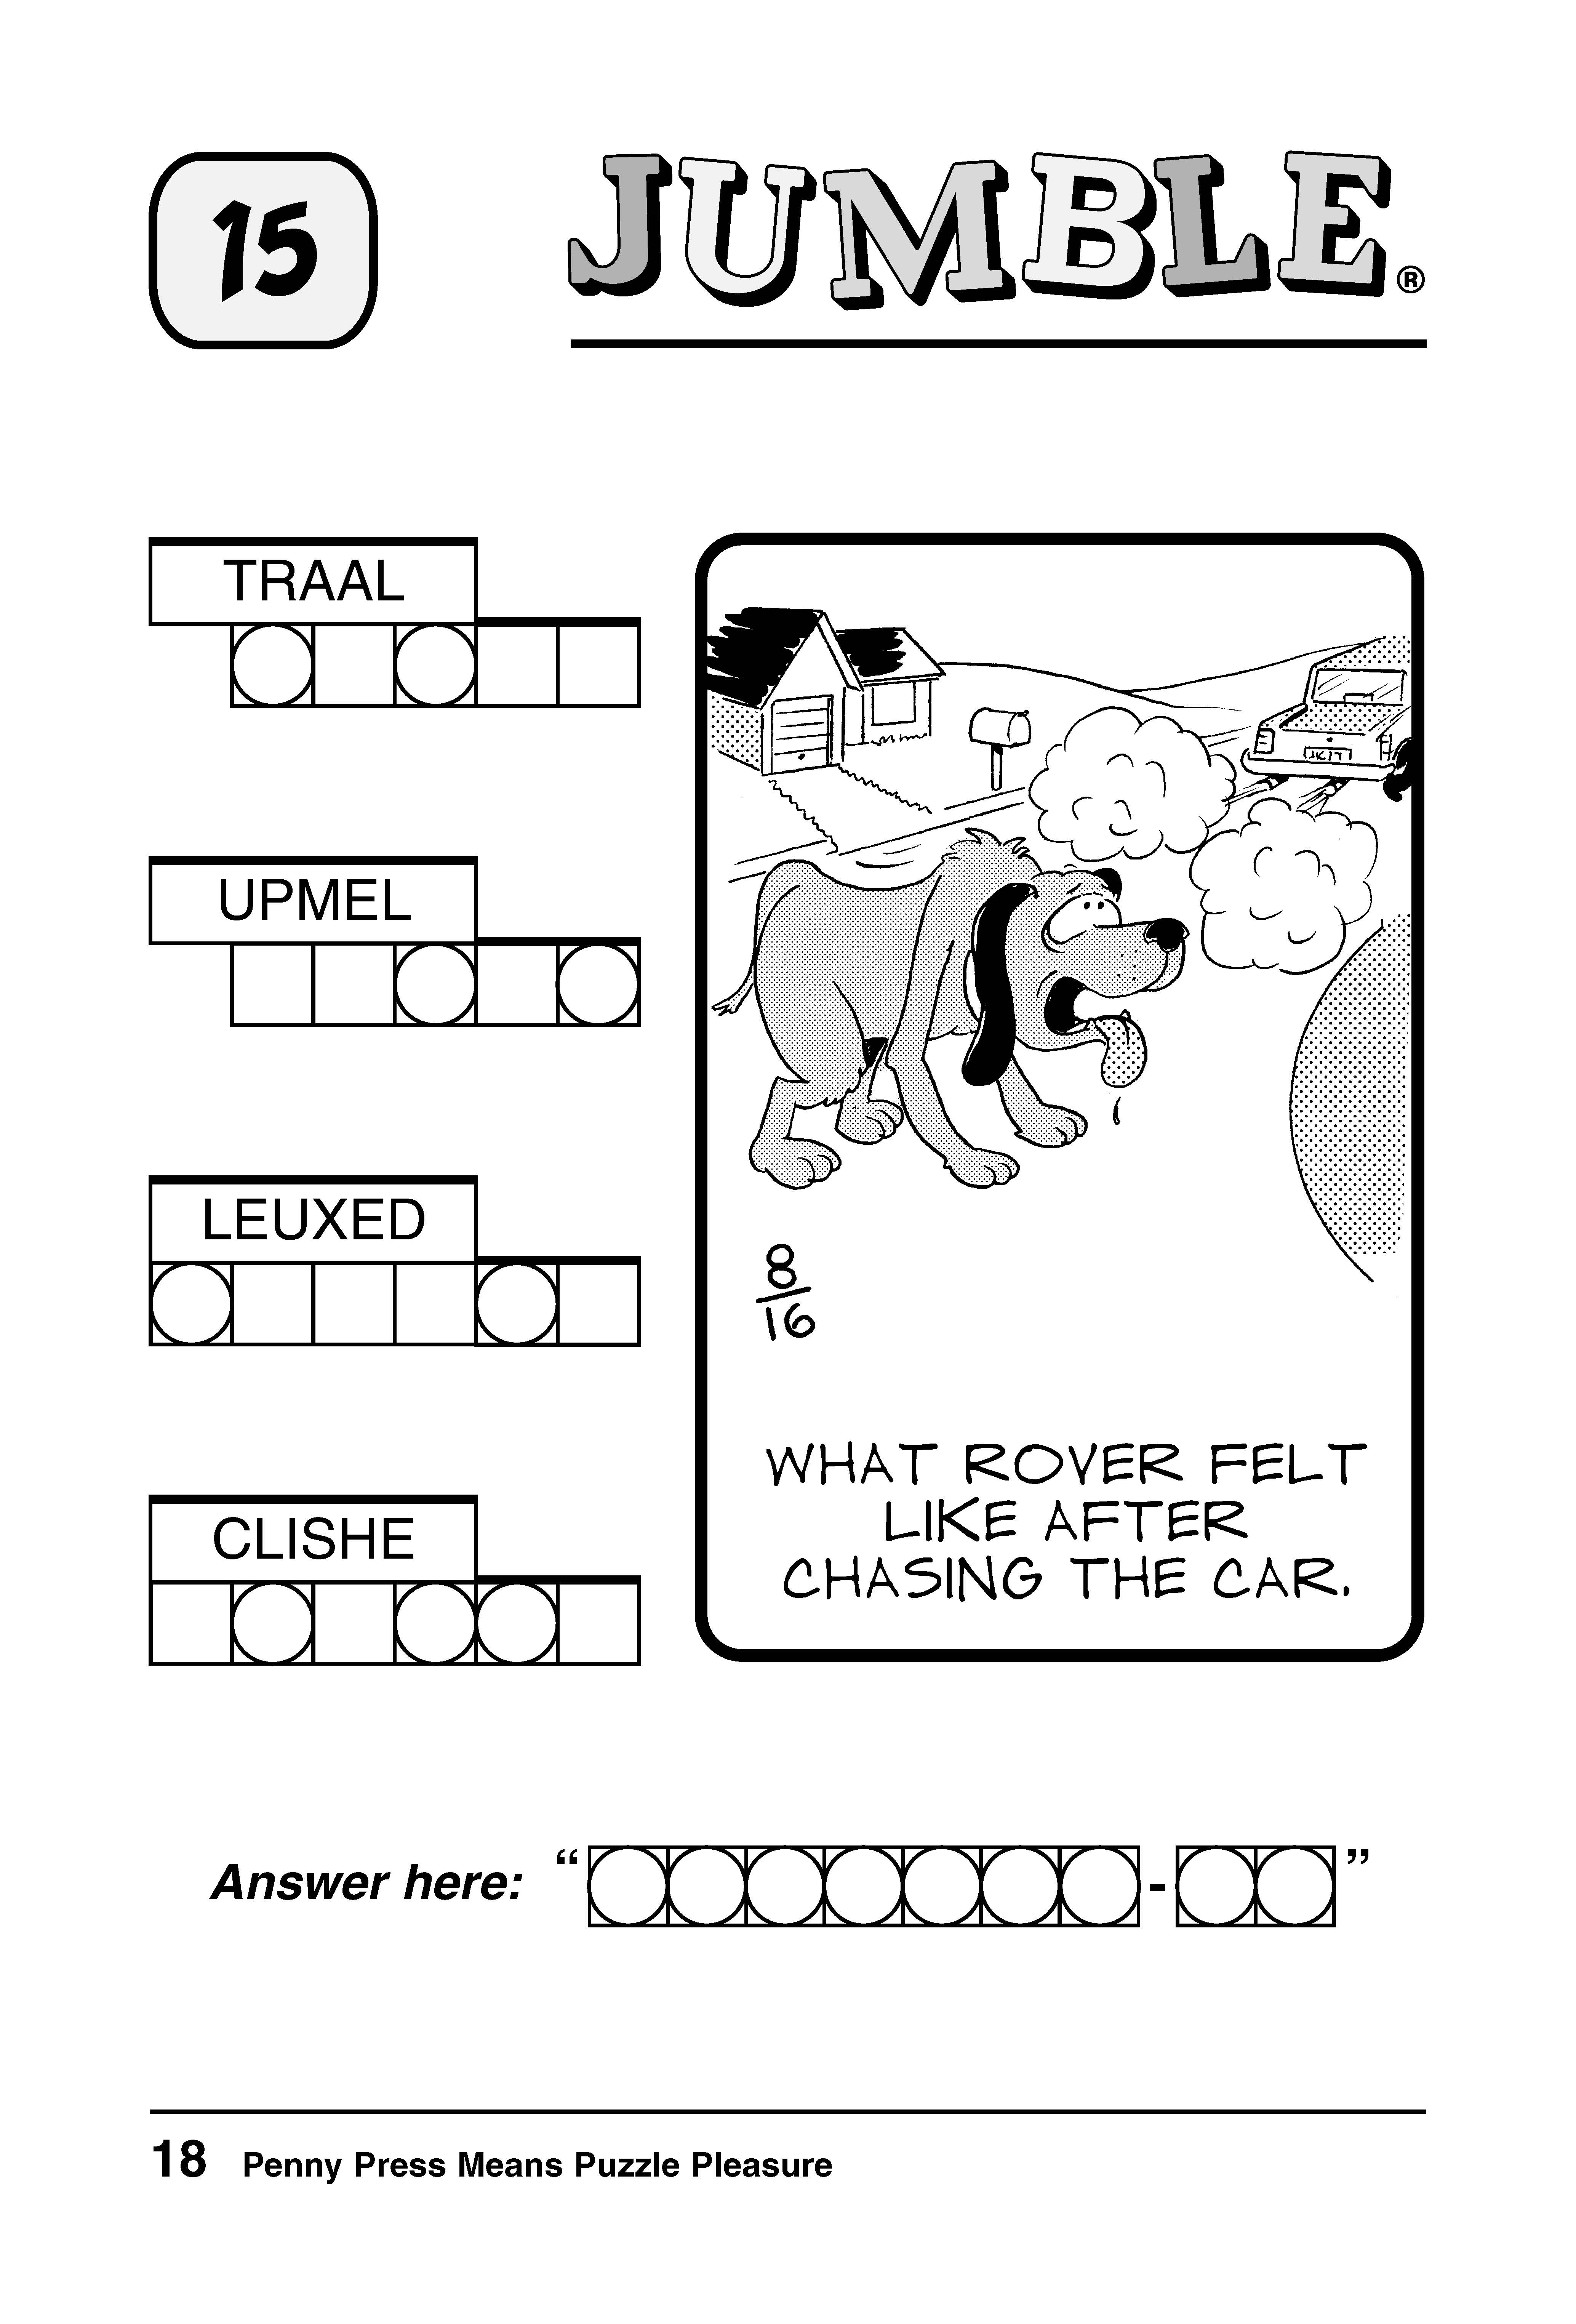 15
JUMBLE®
TRAAL
UPMEL
LEUXED
CLISHE
8/16
WHAT ROVER FELT
LIKE AFTER
CHASING THE CAR.
Answer here: “ - ”
18 Penny Press Means Puzzle Pleasure